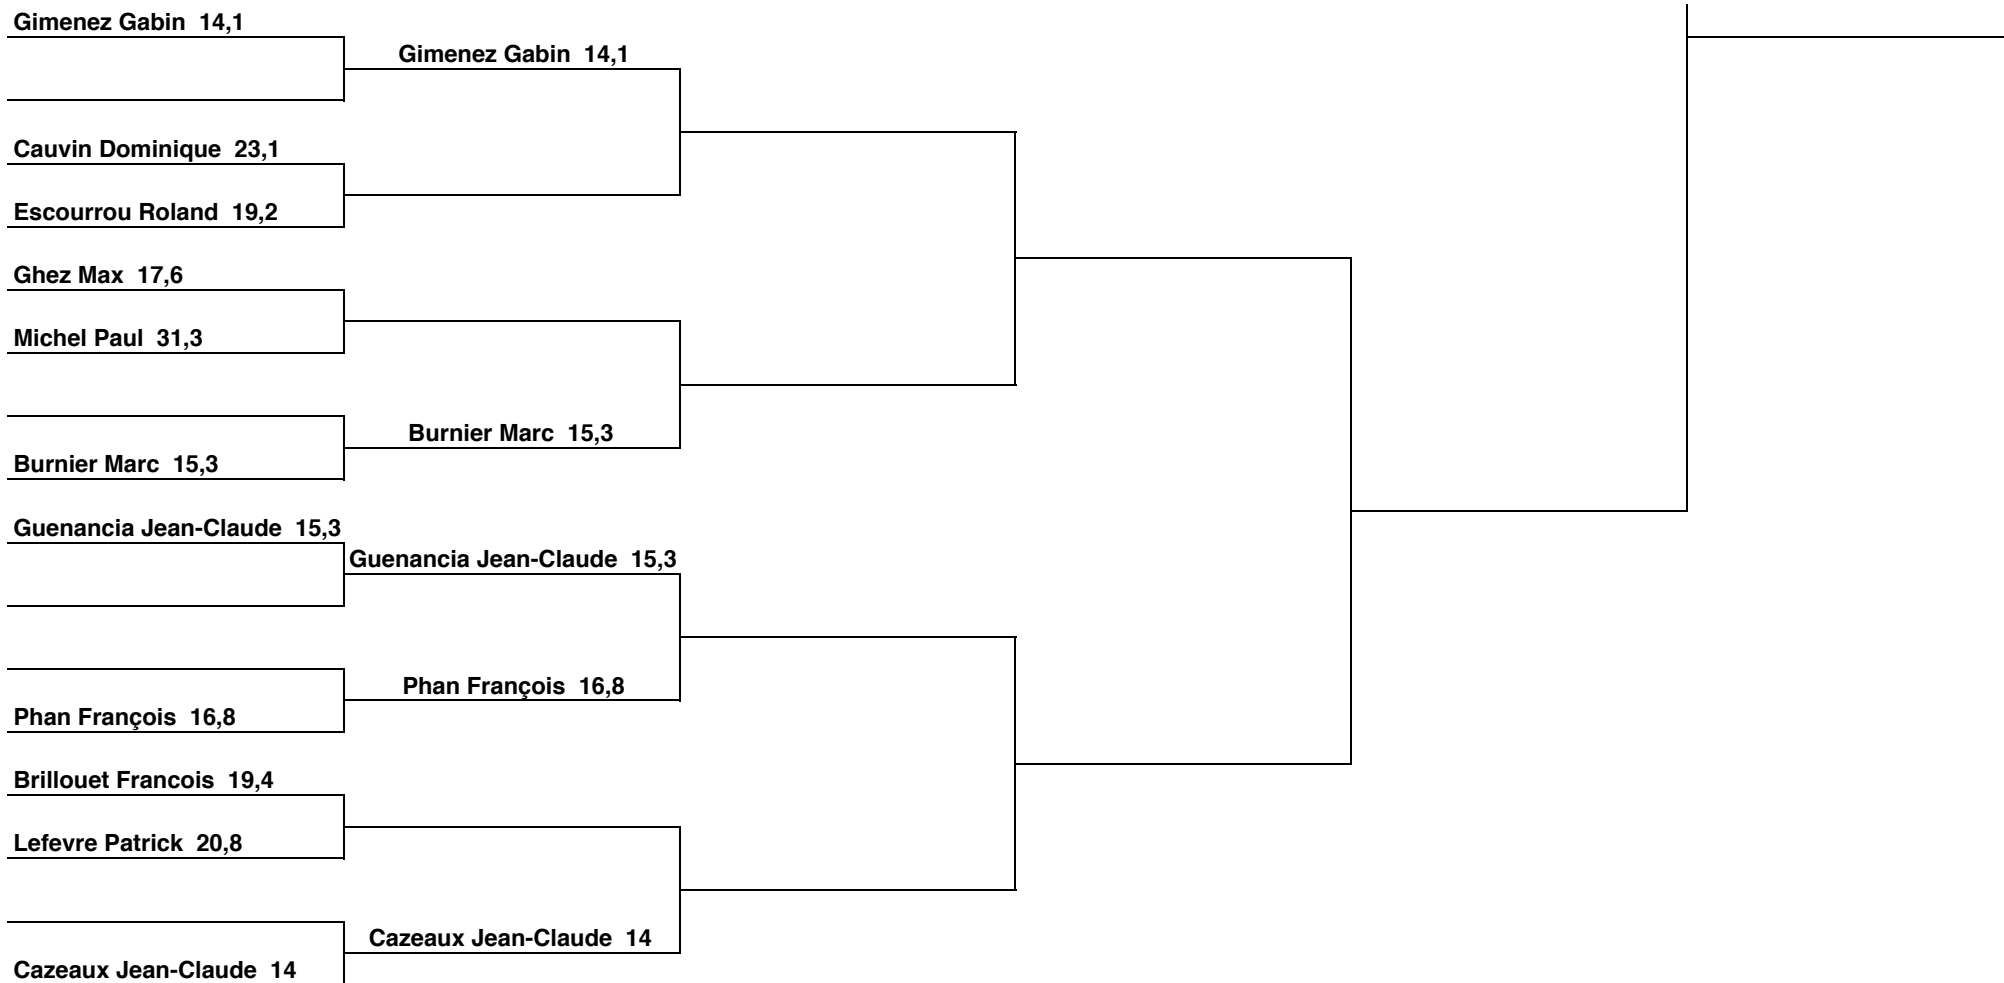 Gimenez Gabin 14,1
Gimenez Gabin 14,1
Cauvin Dominique 23,1
Escourrou Roland 19,2
Ghez Max 17,6
Michel Paul 31,3
Burnier Marc 15,3
Burnier Marc 15,3
Guenancia Jean-Claude 15,3
Guenancia Jean-Claude 15,3
Phan François 16,8
Phan François 16,8
Brillouet Francois 19,4
Lefevre Patrick 20,8
Cazeaux Jean-Claude 14
Cazeaux Jean-Claude 14